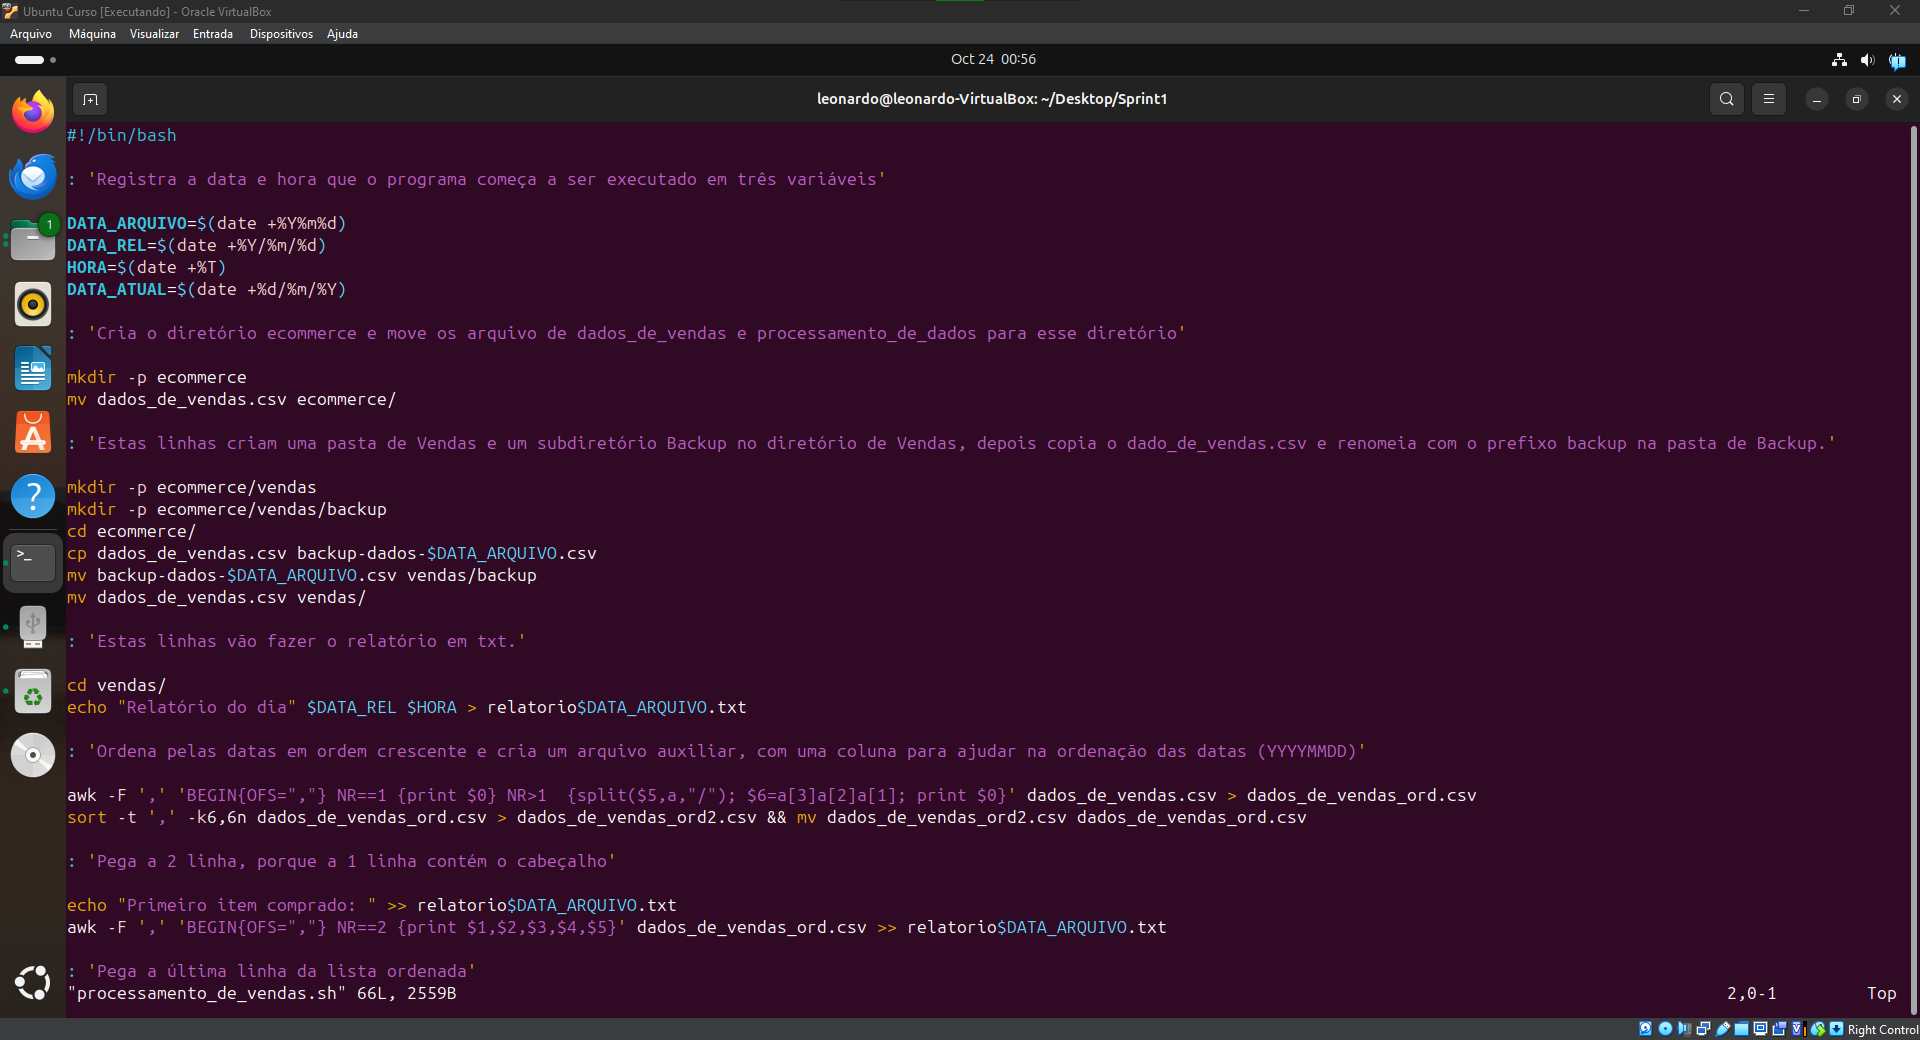 Ubuntu Curso [Executando] - Oracle VirtualBox
Arquivo Máquina Visualizar Entrada Dispositivos Ajuda
Oct 24 00:56
leonardo@leonardo-VirtualBox: ~/Desktop/Sprint1
1
#!/bin/bash
: 'Registra a data e hora que o programa começa a ser executado em três variáveis'
DATA_ARQUIVO=$(date +%Y%m%d)
DATA_REL=$(date +%Y/%m/%d)
HORA=$(date +%T)
DATA_ATUAL=$(date +%d/%m/%Y)
: 'Cria o diretório ecommerce e move os arquivo de dados_de_vendas e processamento_de_dados para esse diretório'
mkdir -p ecommerce
mv dados_de_vendas.csv ecommerce/
: 'Estas linhas criam uma pasta de Vendas e um subdiretório Backup no diretório de Vendas, depois copia o dado_de_vendas.csv e renomeia com o prefixo backup na pasta de Backup.'
mkdir -p ecommerce/vendas
mkdir -p ecommerce/vendas/backup
cd ecommerce/
cp dados_de_vendas.csv backup-dados-$DATA_ARQUIVO.csv
mv backup-dados-$DATA_ARQUIVO.csv vendas/backup
mv dados_de_vendas.csv vendas/
: 'Estas linhas vão fazer o relatório em txt.'
cd vendas/
echo "Relatório do dia" $DATA_REL $HORA > relatorio$DATA_ARQUIVO.txt
: 'Ordena pelas datas em ordem crescente e cria um arquivo auxiliar, com uma coluna para ajudar na ordenação das datas (YYYYMMDD)'
awk -F ',' 'BEGIN{OFS=","} NR==1 {print $0} NR>1  {split($5,a,"/"); $6=a[3]a[2]a[1]; print $0}' dados_de_vendas.csv > dados_de_vendas_ord.csv
sort -t ',' -k6,6n dados_de_vendas_ord.csv > dados_de_vendas_ord2.csv && mv dados_de_vendas_ord2.csv dados_de_vendas_ord.csv
: 'Pega a 2 linha, porque a 1 linha contém o cabeçalho'
echo "Primeiro item comprado: " >> relatorio$DATA_ARQUIVO.txt
awk -F ',' 'BEGIN{OFS=","} NR==2 {print $1,$2,$3,$4,$5}' dados_de_vendas_ord.csv >> relatorio$DATA_ARQUIVO.txt
: 'Pega a última linha da lista ordenada'
"processamento_de_vendas.sh" 66L, 2559B 2,0-1 Top
Right Control